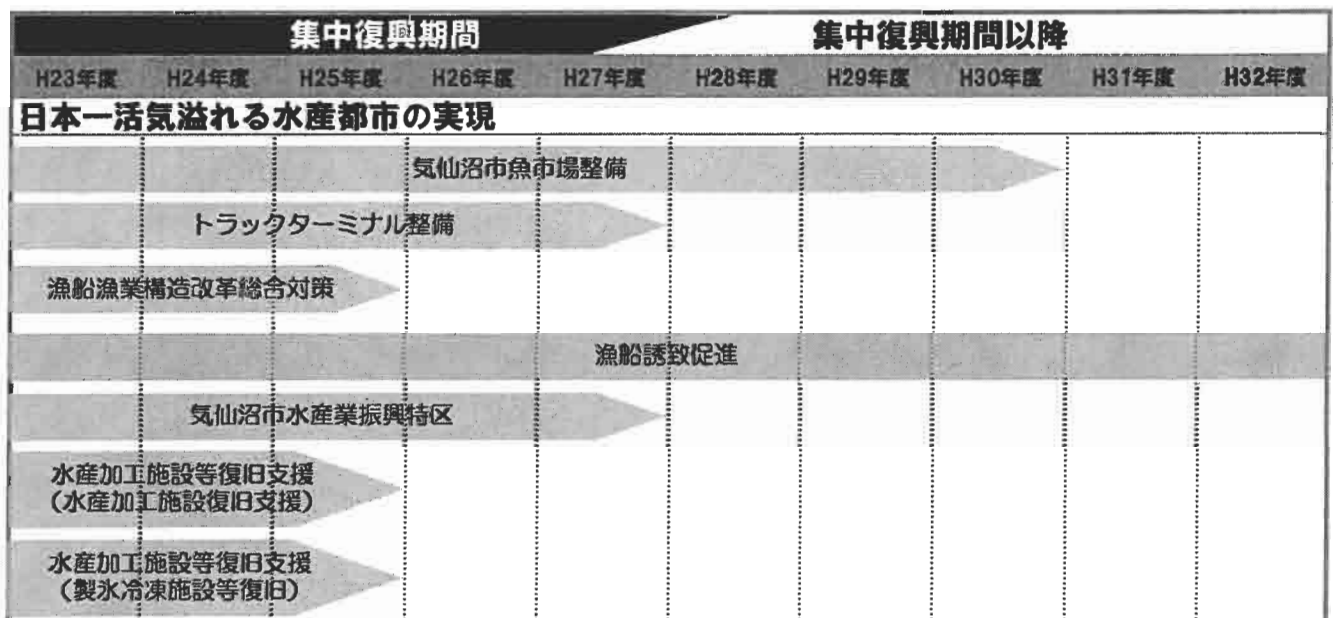 集中復興期間 集中復興期間以降
H23年度 H24年度 H25年度 H26年度 H27年度 H28年度 H29年度 H30年度 H31年度 H32年度
日本一活気溢れる水産都市の実現
気仙沼市魚市場整備
トラックターミナル整備
漁船漁業構造改革総合対策
漁船誘致促進
気仙沼市水産業振興特区
水産加工施設等復旧支援
(水産加工施設復旧支援)
水産加工施設等復旧支援
(製氷冷凍施設等復旧)